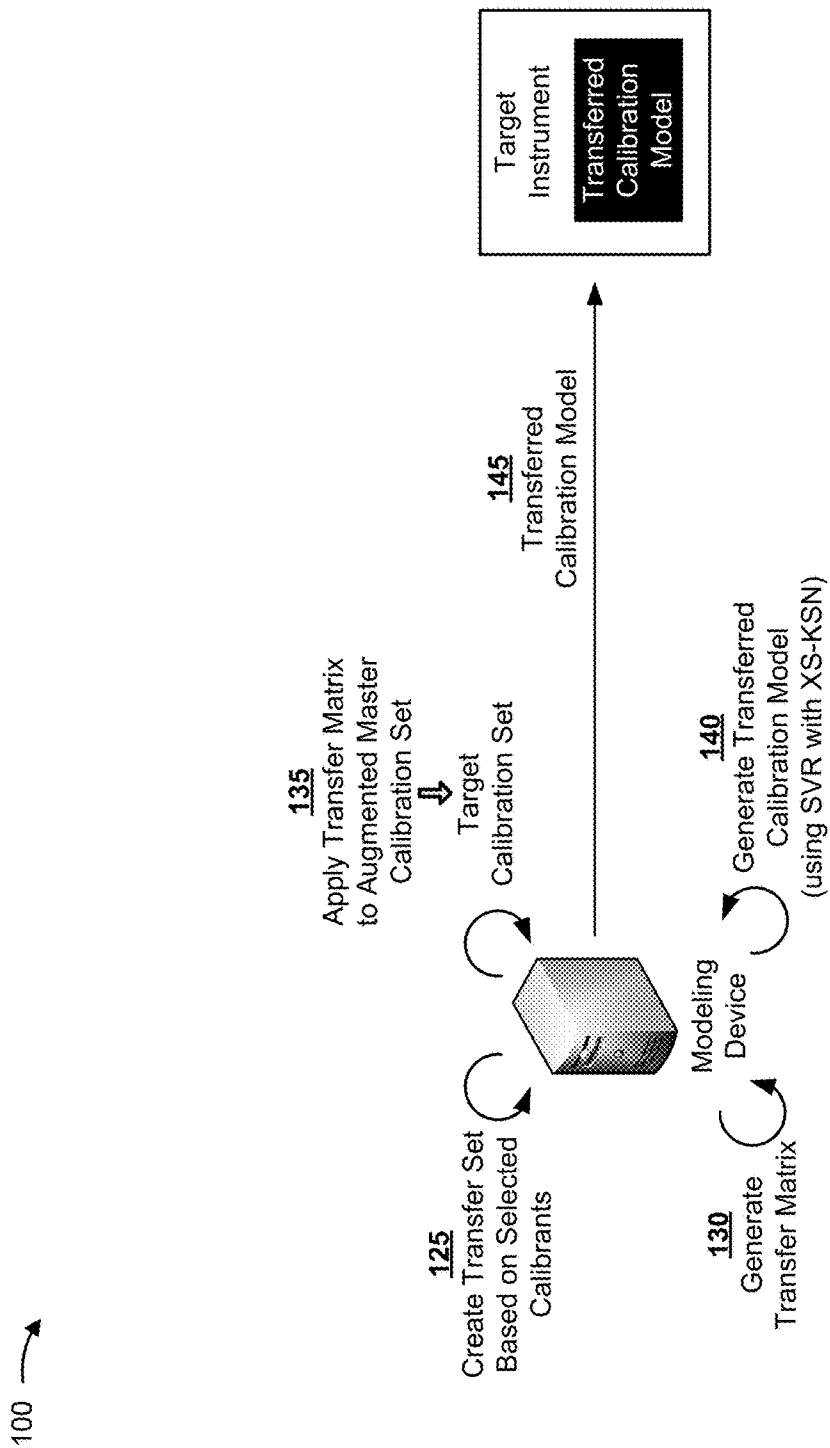 100
125
Create Transfer Set
Based on Selected
Calibrants
130
Generate
Transfer Matrix
Modeling
Device
135
Apply Transfer Matrix
to Augmented Master
Calibration Set
Target
Calibration Set
140
Generate Transferred
Calibration Model
(using SVR with XS-KSN)
145
Transferred
Calibration Model
Target
Instrument
Transferred
Calibration
Model